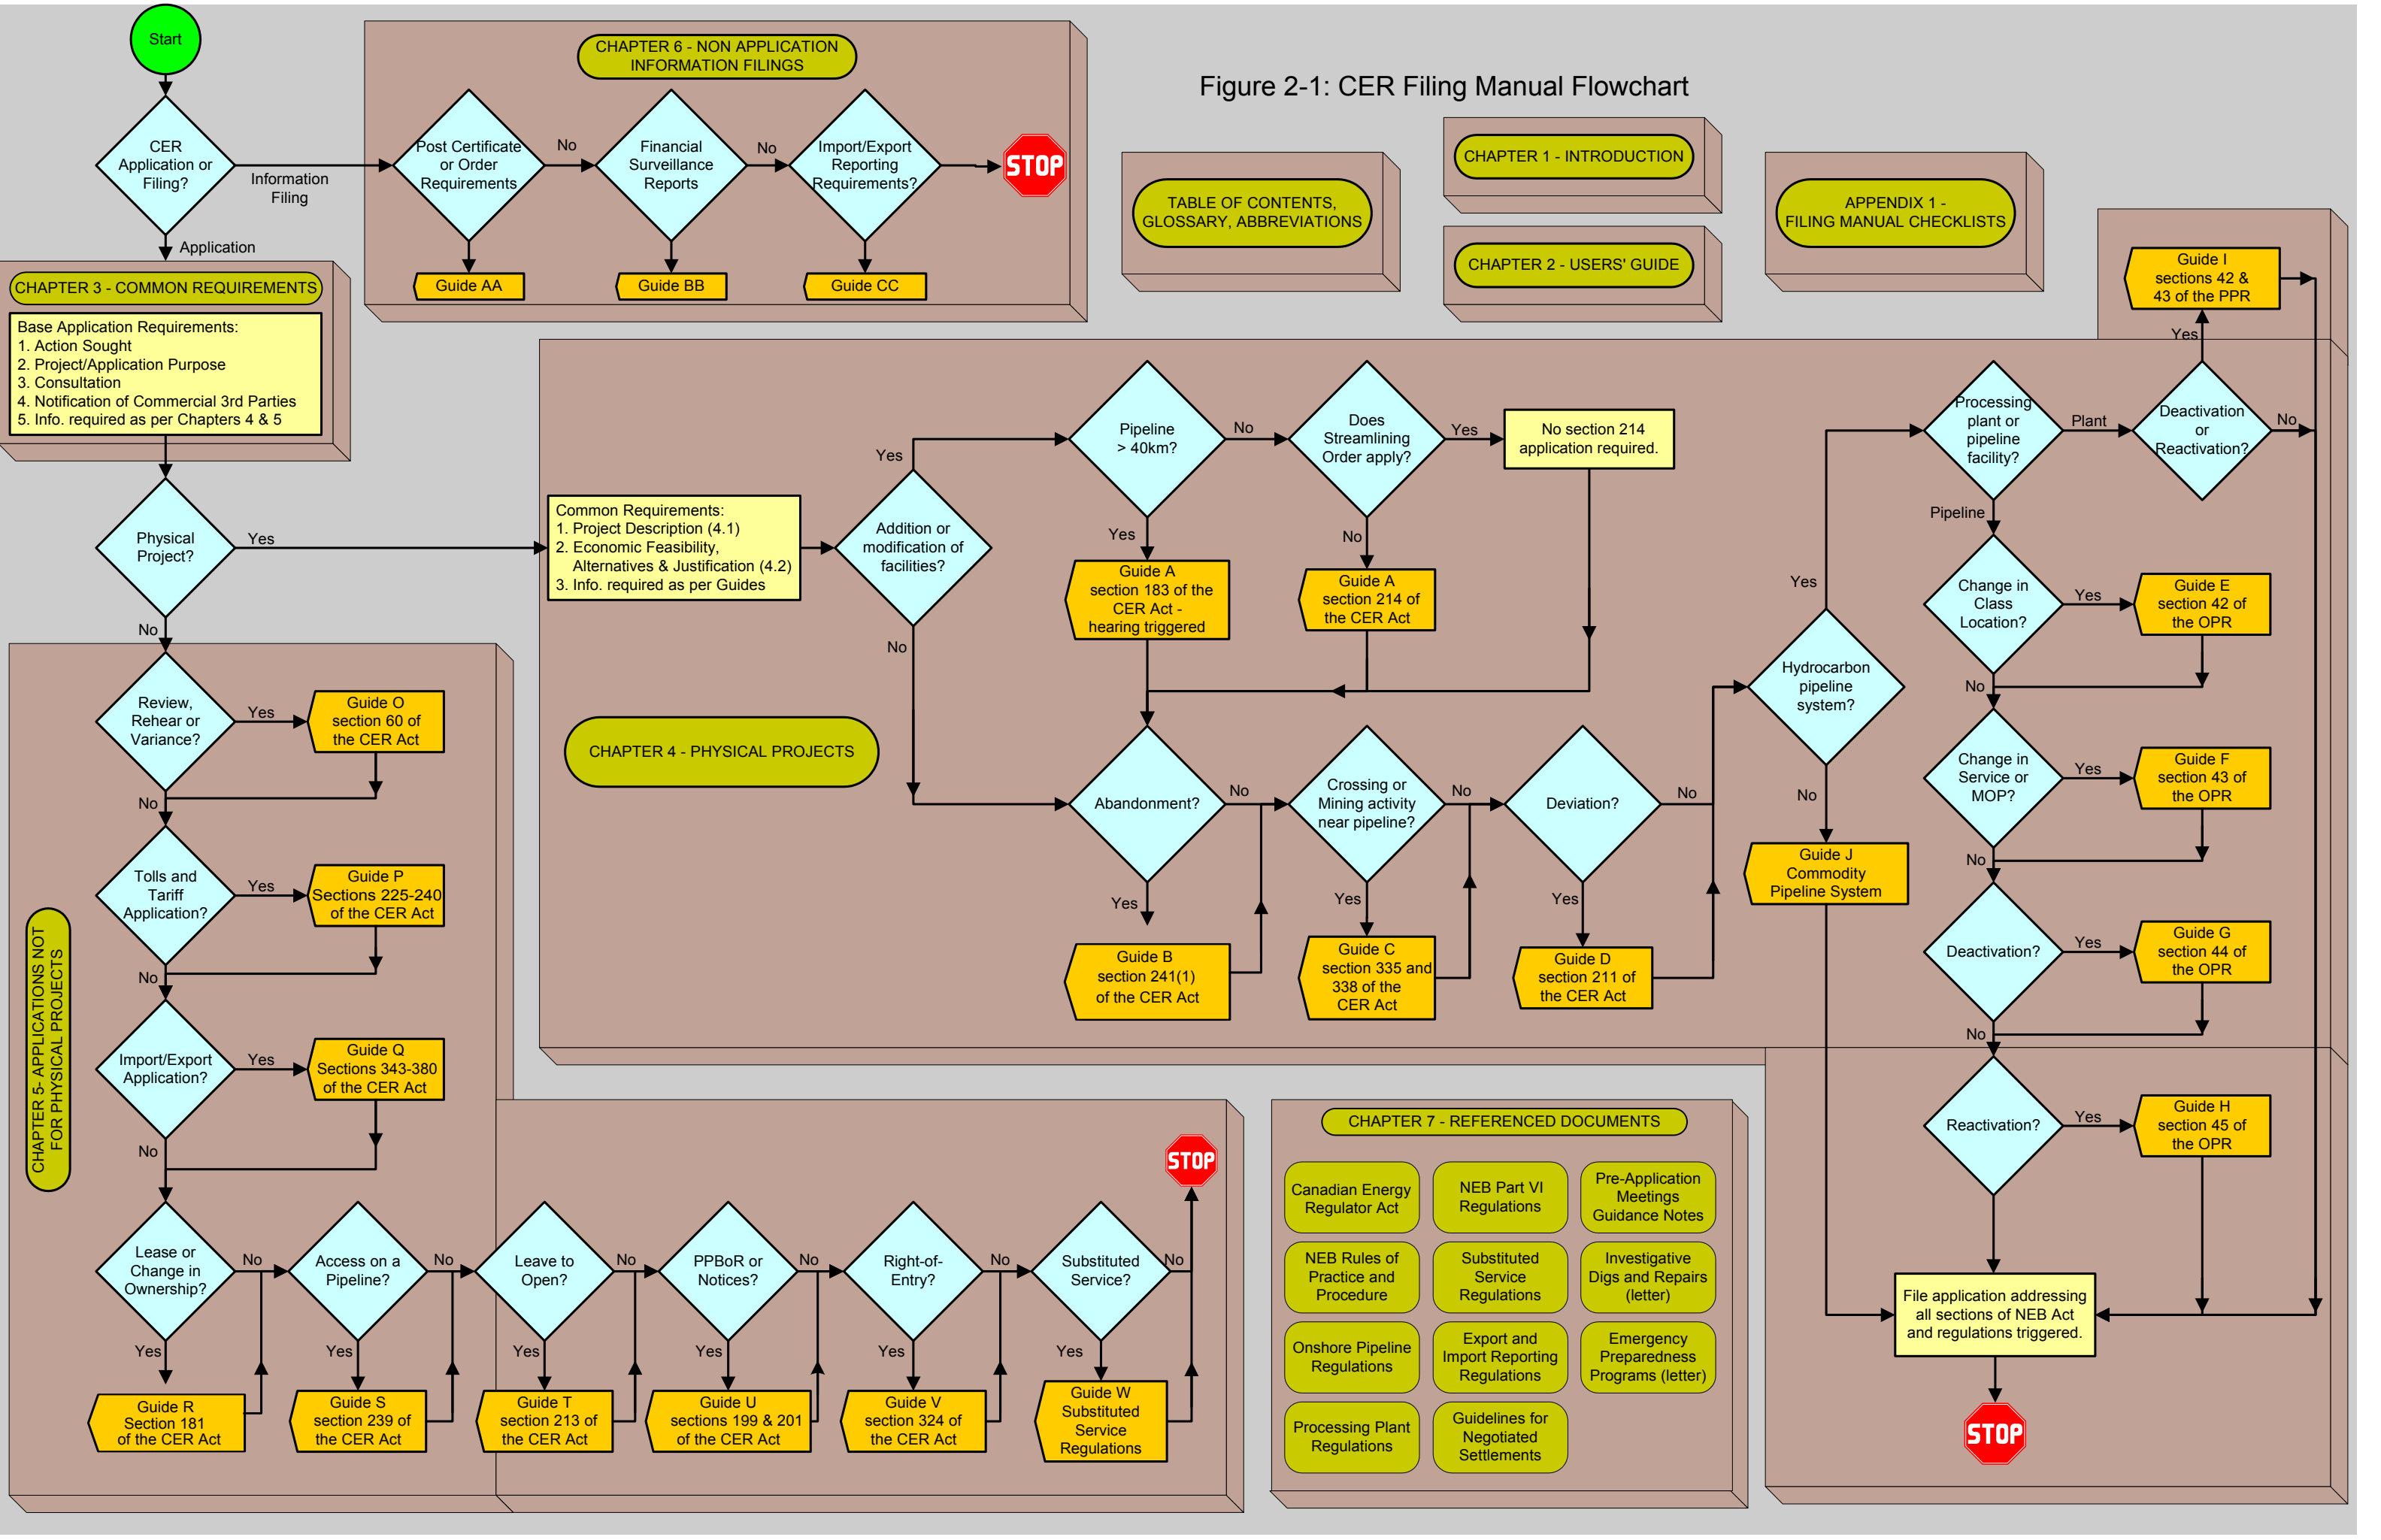 Figure 2-1: CER Filing Manual Flowchart
Start
CER
Application or
Filing?
Information
Filing
Application
CHAPTER 6 - NON APPLICATION
INFORMATION FILINGS
Post Certificate
or Order
Requirements
No
Financial
Surveillance
Reports
No
Import/Export
Reporting
Requirements?
STOP
Guide AA
Guide BB
Guide CC
TABLE OF CONTENTS,
GLOSSARY, ABBREVIATIONS
CHAPTER 1 - INTRODUCTION
CHAPTER 2 - USERS' GUIDE
APPENDIX 1 -
FILING MANUAL CHECKLISTS
CHAPTER 3 - COMMON REQUIREMENTS
Base Application Requirements:
1. Action Sought
2. Project/Application Purpose
3. Consultation
4. Notification of Commercial 3rd Parties
5. Info. required as per Chapters 4 & 5
Physical
Project?
Yes
No
Common Requirements:
1. Project Description (4.1)
2. Economic Feasibility,
Alternatives & Justification (4.2)
3. Info. required as per Guides
Addition or
modification of
facilities?
Yes
No
Pipeline
> 40km?
No
Yes
Does
Streamlining
Order apply?
Yes
No
No section 214
application required.
Guide A
section 183 of the
CER Act -
hearing triggered
Guide A
section 214 of
the CER Act
CHAPTER 4 - PHYSICAL PROJECTS
Abandonment?
No
Yes
Crossing or
Mining activity
near pipeline?
No
Yes
Deviation?
No
Yes
Guide B
section 241(1)
of the CER Act
Guide C
section 335 and
338 of the
CER Act
Guide D
section 211 of
the CER Act
Hydrocarbon
pipeline
system?
Yes
No
Guide J
Commodity
Pipeline System
Processing
plant or
pipeline
facility?
Plant
Pipeline
Deactivation
or
Reactivation?
Yes
No
Guide I
sections 42 &
43 of the PPR
Change in
Class
Location?
Yes
No
Guide E
section 42 of
the OPR
Change in
Service or
MOP?
Yes
No
Guide F
section 43 of
the OPR
Deactivation?
Yes
No
Guide G
section 44 of
the OPR
Reactivation?
Yes
Guide H
section 45 of
the OPR
File application addressing
all sections of NEB Act
and regulations triggered.
STOP
CHAPTER 5- APPLICATIONS NOT
FOR PHYSICAL PROJECTS
Review,
Rehear or
Variance?
Yes
No
Guide O
section 60 of
the CER Act
Tolls and
Tariff
Application?
Yes
No
Guide P
Sections 225-240
of the CER Act
Import/Export
Application?
Yes
No
Guide Q
Sections 343-380
of the CER Act
Lease or
Change in
Ownership?
No
Yes
Access on a
Pipeline?
No
Yes
Leave to
Open?
No
Yes
PPBoR or
Notices?
No
Yes
Right-of-
Entry?
No
Yes
Substituted
Service?
No
Yes
STOP
Guide R
Section 181
of the CER Act
Guide S
section 239 of
the CER Act
Guide T
section 213 of
the CER Act
Guide U
sections 199 & 201
of the CER Act
Guide V
section 324 of
the CER Act
Guide W
Substituted
Service
Regulations
CHAPTER 7 - REFERENCED DOCUMENTS
Canadian Energy
Regulator Act
NEB Part VI
Regulations
Pre-Application
Meetings
Guidance Notes
NEB Rules of
Practice and
Procedure
Substituted
Service
Regulations
Investigative
Digs and Repairs
(letter)
Onshore Pipeline
Regulations
Export and
Import Reporting
Regulations
Emergency
Preparedness
Programs (letter)
Processing Plant
Regulations
Guidelines for
Negotiated
Settlements